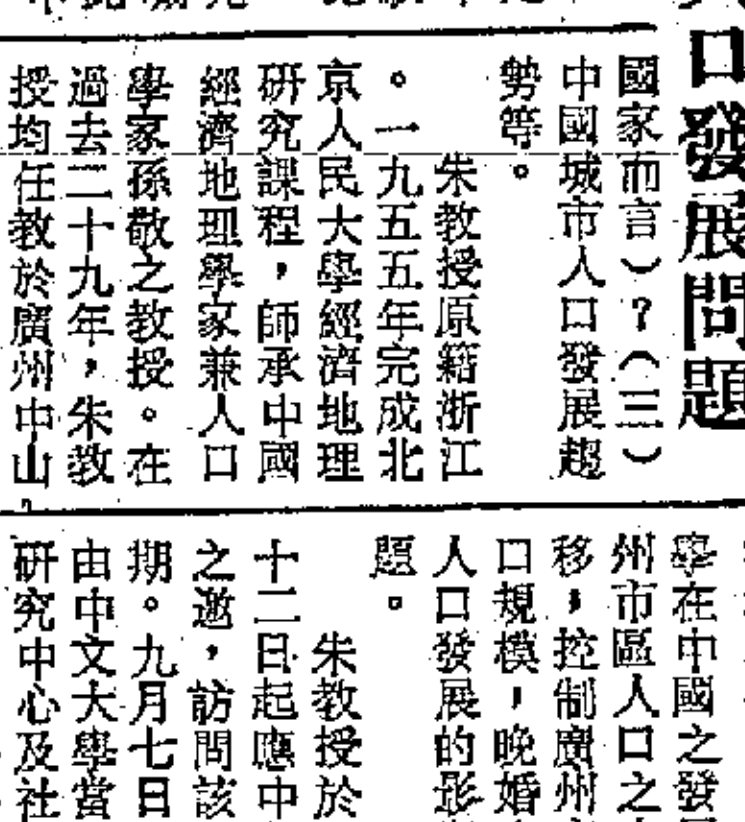 口發展問題
國家而言）？（三）
中國城市人口發展趨
勢等。
朱教授原籍浙江
。一九五五年完成北
京人民大學經濟地理
研究課程，師承中國
經濟地理學家兼人口
學家孫敬之教授。在
過去二十九年，朱教
授均任教於廣州中山
學在中國之發
州市區人口之
移，控制廣州
口規模，晚婚
人口發展的形
題。
朱教授於
十二日起應中
之邀，訪問該
期。九月七日
由中文大學當
研究中心及社